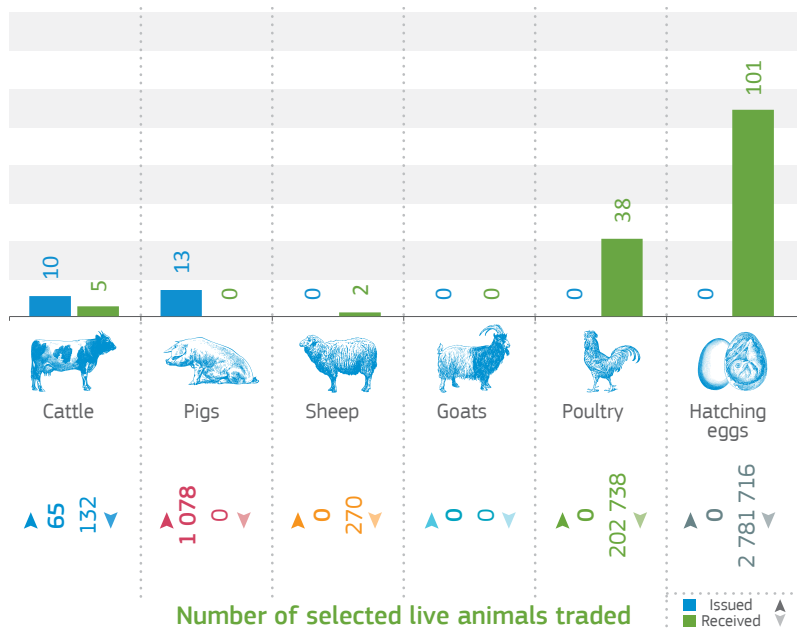 10
5
13
0
0
2
0
0
0
38
0
101
Cattle
Pigs
Sheep
Goats
Poultry
Hatching
eggs
65
132
1 078
0
0
270
0
0
0
202 738
0
2 781 716
Number of selected live animals traded
Issued
Received